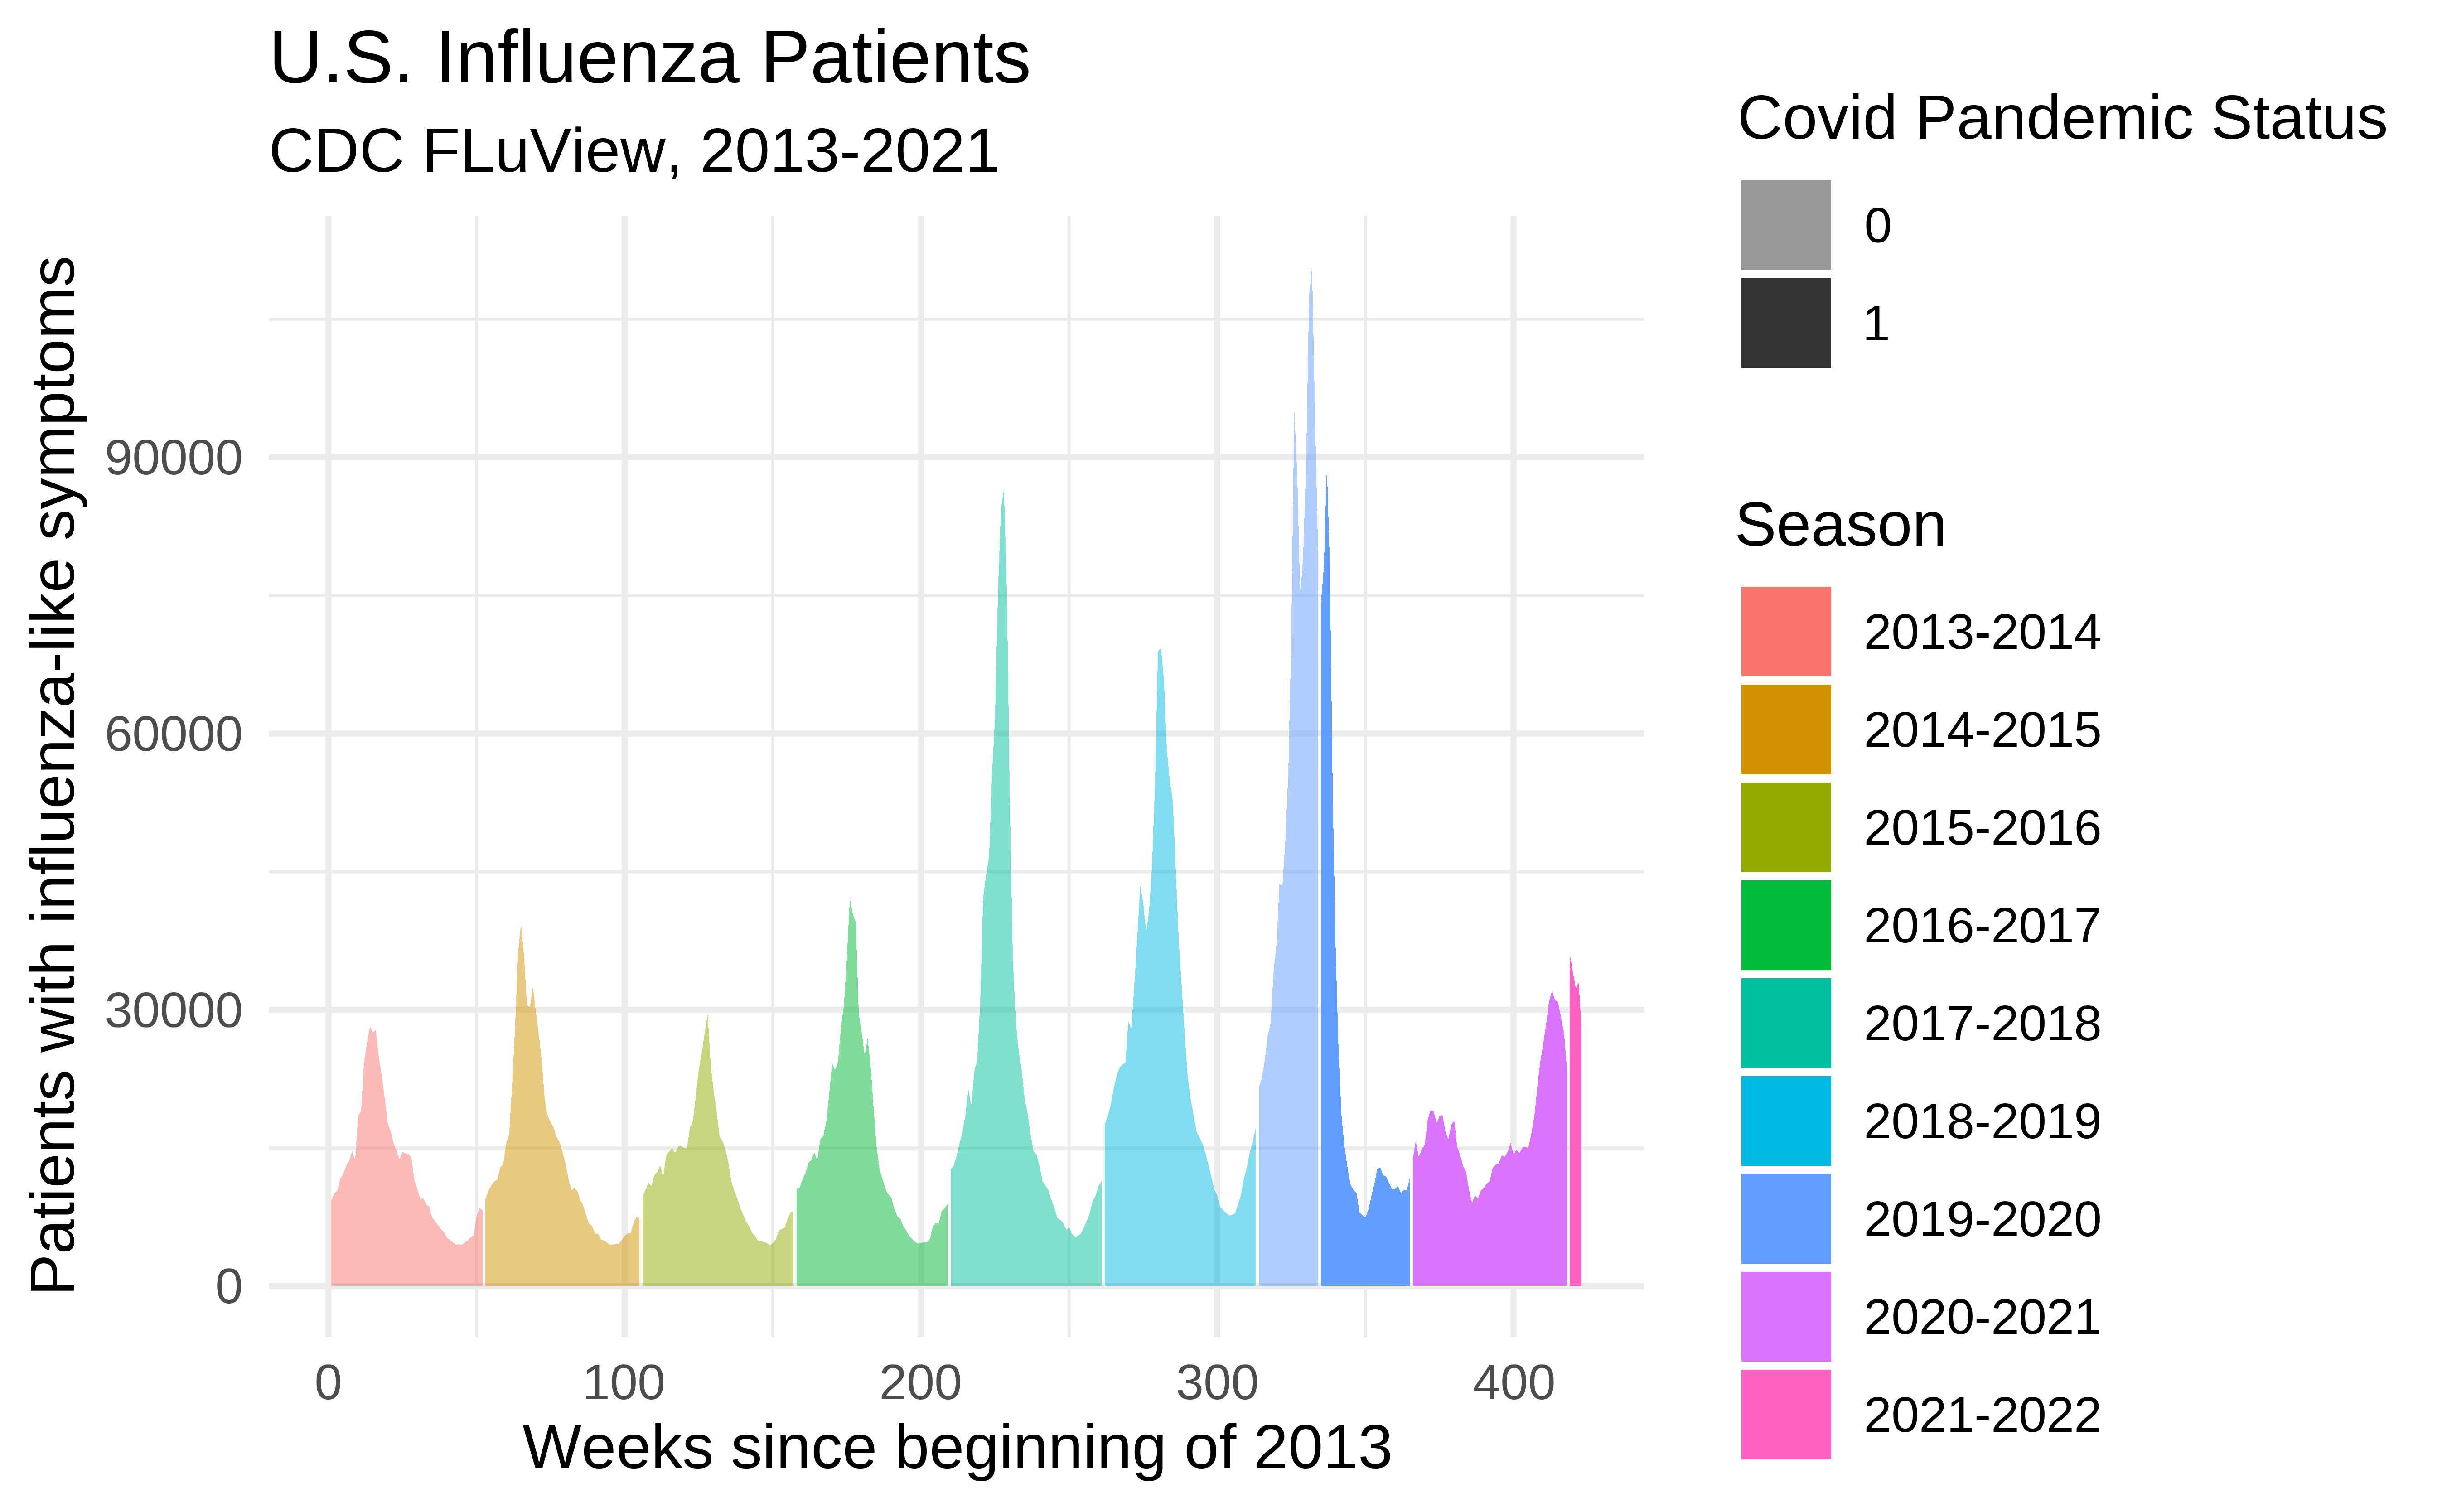 U.S. Influenza Patients
CDC FLuView, 2013-2021
Patients with influenza-like symptoms
90000
60000
30000
0
0 100 200 300 400
Weeks since beginning of 2013
Covid Pandemic Status
0
1
Season
2013-2014
2014-2015
2015-2016
2016-2017
2017-2018
2018-2019
2019-2020
2020-2021
2021-2022